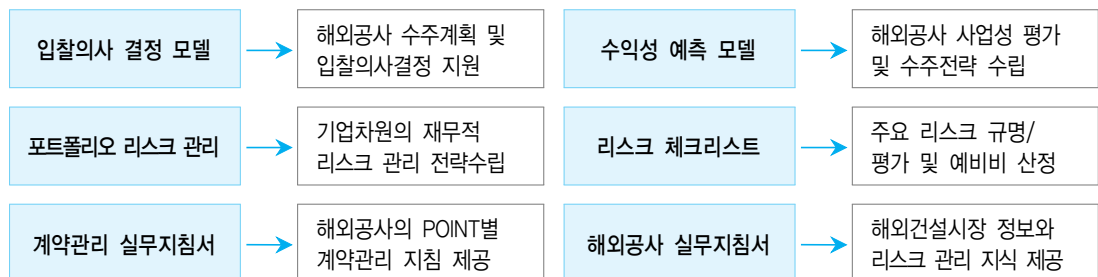 입찰의사 결정 모델
해외공사 수주계획 및
입찰의사결정 지원
수익성 예측 모델
해외공사 사업성 평가
및 수주전략 수립
포트폴리오 리스크 관리
기업차원의 재무적
리스크 관리 전략수립
리스크 체크리스트
주요 리스크 규명/
평가 및 예비비 산정
계약관리 실무지침서
해외공사의 POINT별
계약관리 지침 제공
해외공사 실무지침서
해외건설시장 정보와
리스크 관리 지식 제공